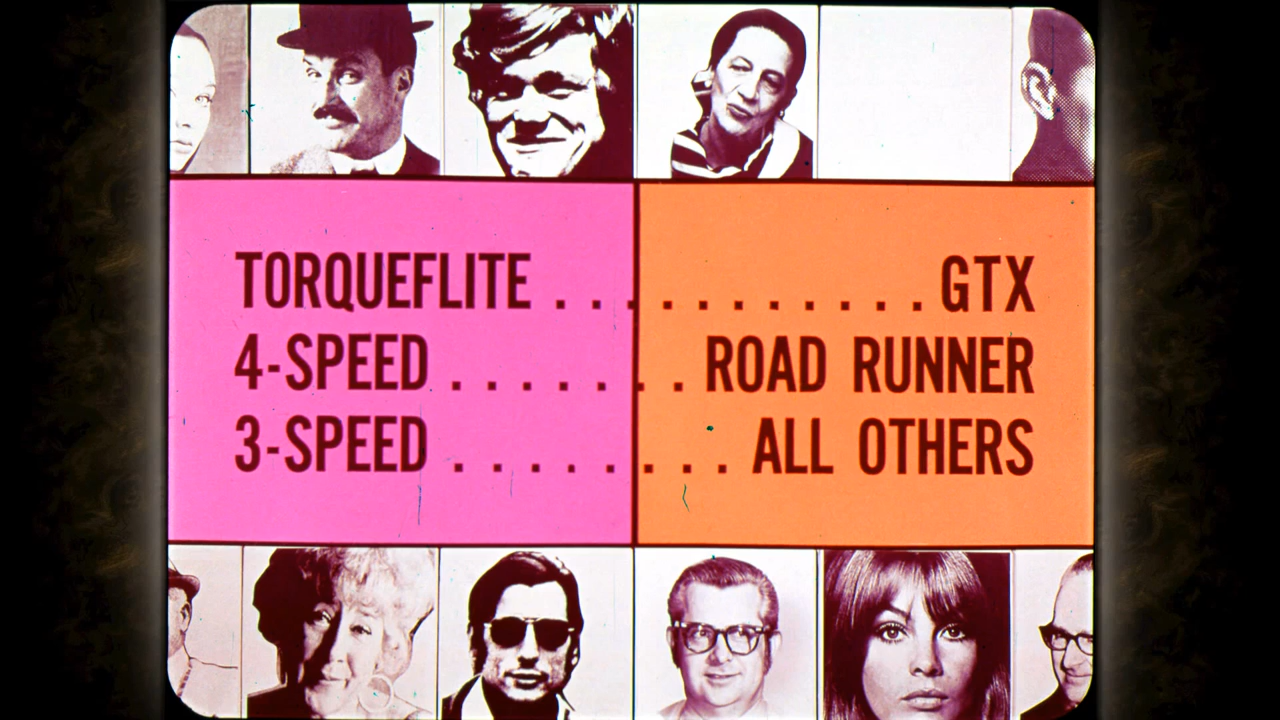 TORQUEFLITE . . . . . . . . . . . . GTX
4-SPEED . . . . . . . . . ROAD RUNNER
3-SPEED . . . . . . . . . . ALL OTHERS